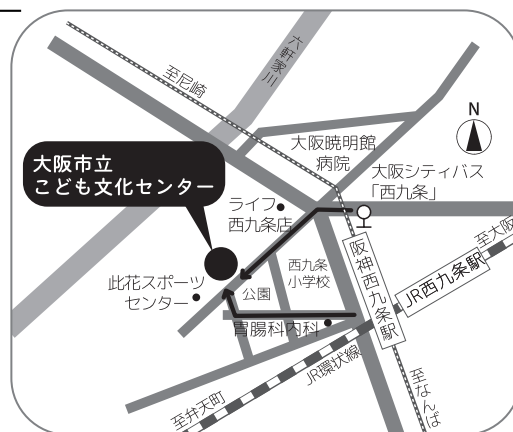 六軒家川
至尼崎
N
大阪暁明館
病院
大阪市立
こども文化センター
大阪シティバス
「西九条」
ライフ
西九条店
至大阪
阪神西九条駅
JR西九条駅
西九条
小学校
此花スポーツ
センター
公園
胃腸科内科
JR環状線
至弁天町
至なんば